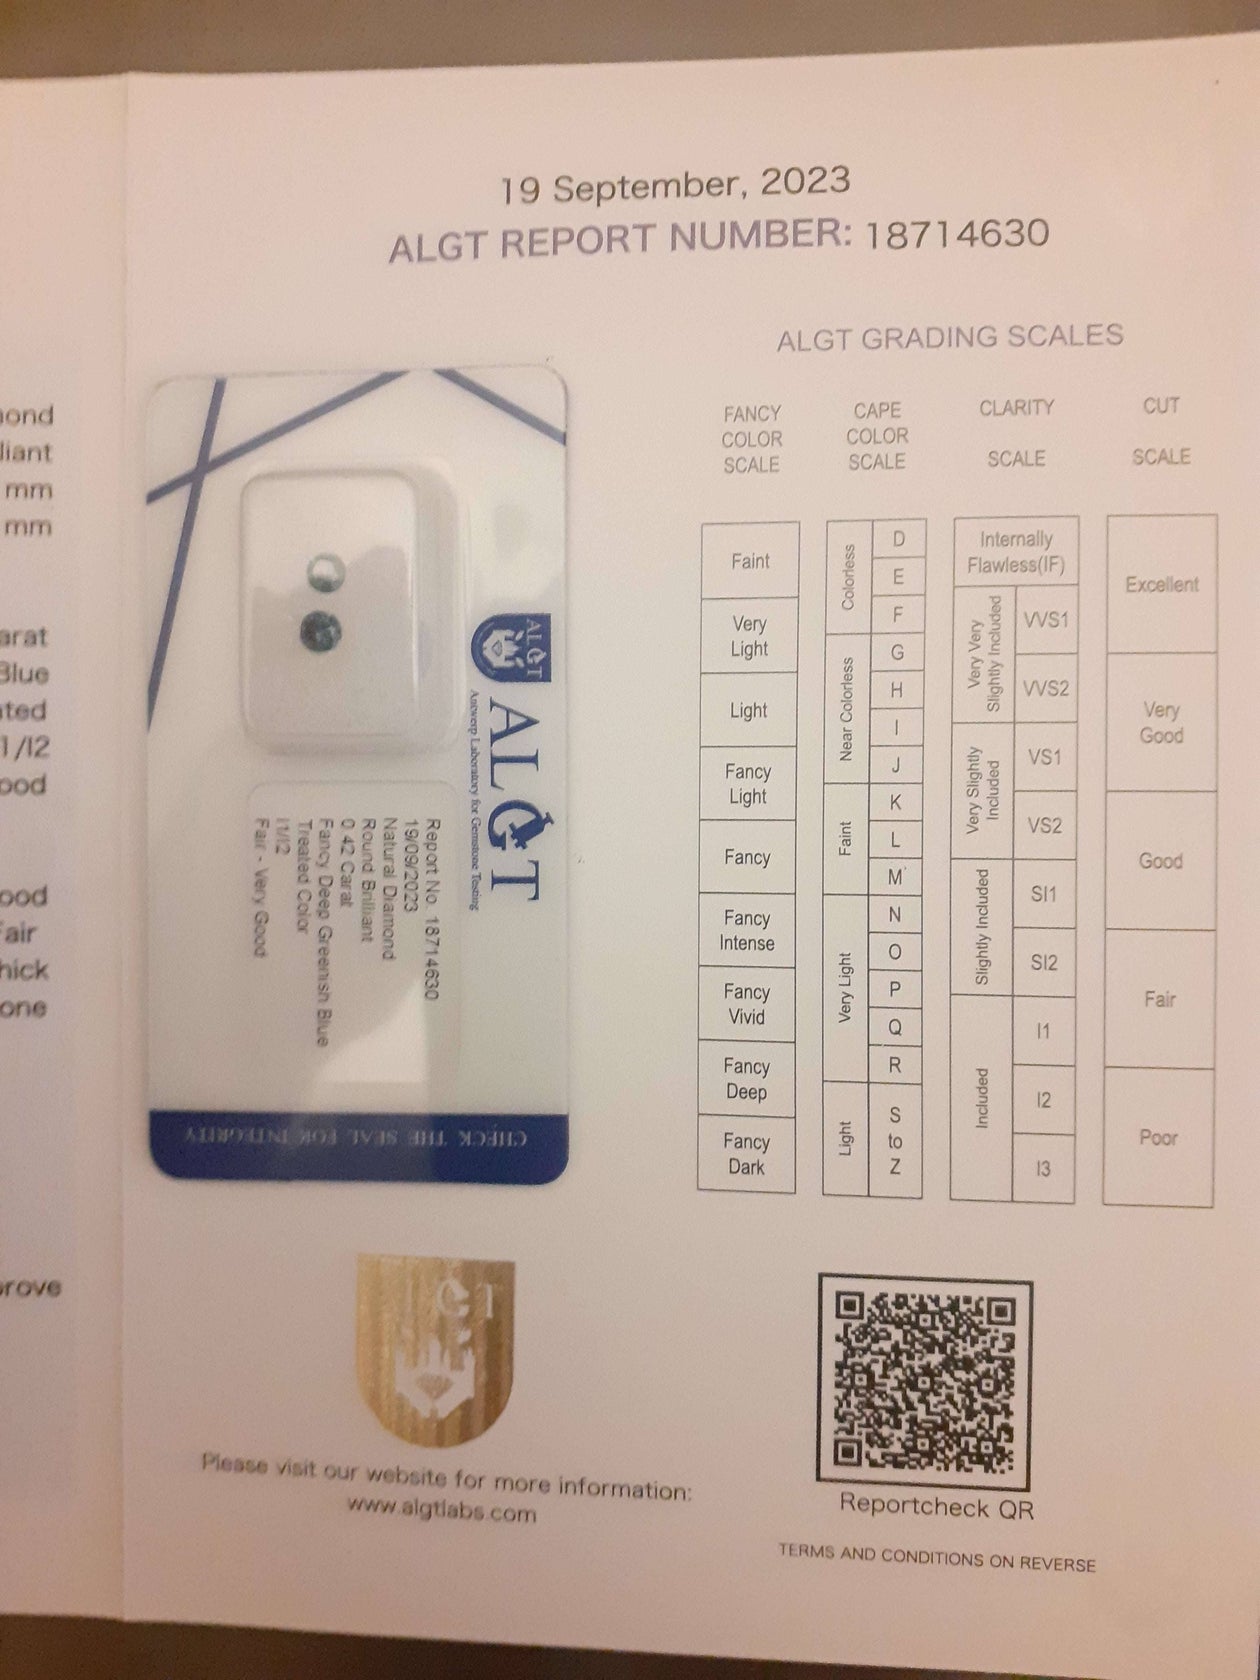 19 September, 2023
ALGT REPORT NUMBER: 18714630
mond
lliant
mm
mm
arat
Blue
ated
1/I2
ood
ood
Fair
hick
one
prove
ALGT
ALGT
Antwerp Laboratory for Gemstone Testing
Report No. 18714630
19/09/2023
Natural Diamond
Round Brilliant
0.42 Carat
Fancy Deep Greenish Blue
Treated Color
I1/I2
Fair - Very Good
CHECK THE SEAL FOR INTEGRITY
ALGT GRADING SCALES
FANCY
COLOR
SCALE
Faint
Very
Light
Light
Fancy
Light
Fancy
Fancy
Intense
Fancy
Vivid
Fancy
Deep
Fancy
Dark
CAPE
COLOR
SCALE
Colorless
D
E
F
Near Colorless
G
H
I
J
Faint
K
L
M
Very Light
N
O
P
Q
R
Light
S
to
Z
CLARITY
SCALE
Internally
Flawless(IF)
Very Very
Slightly Included
VVS1
VVS2
Very Slightly
Included
VS1
VS2
Slightly Included
SI1
SI2
Included
I1
I2
I3
CUT
SCALE
Excellent
Very
Good
Good
Fair
Poor
Please visit our website for more information:
www.algtlabs.com
Reportcheck QR
TERMS AND CONDITIONS ON REVERSE